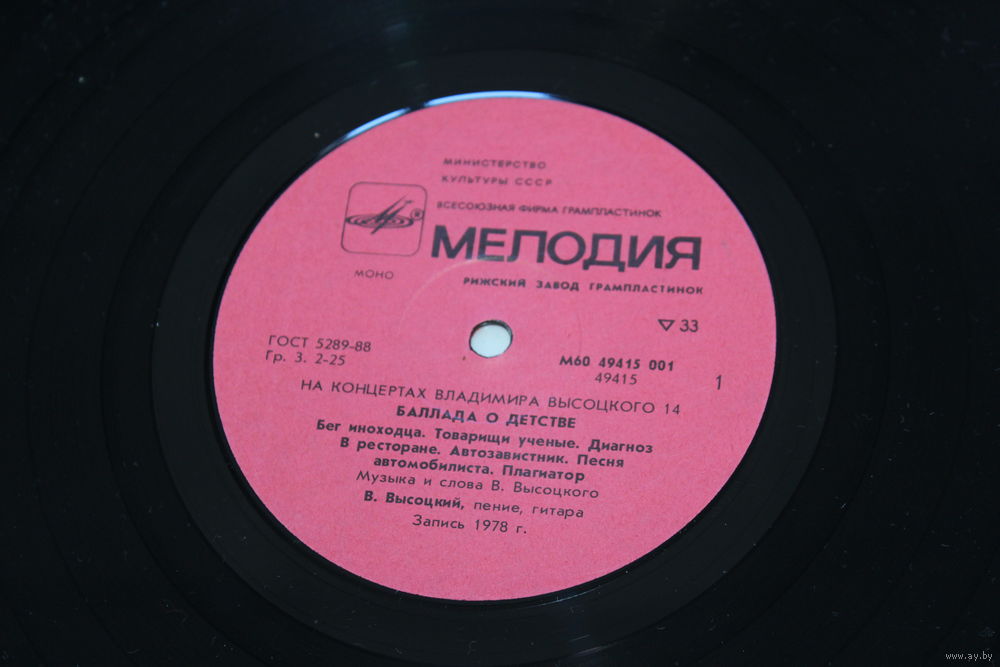 МИНИСТЕРСТВО
КУЛЬТУРЫ СССР
ВСЕСОЮЗНАЯ ФИРМА ГРАМПЛАСТИНОК
®
МЕЛОДИЯ
МОНО
РИЖСКИЙ ЗАВОД ГРАМПЛАСТИНОК
▽ 33
ГОСТ 5289-88
Гр. 3. 2-25
М60 49415 001
49415
1
НА КОНЦЕРТАХ ВЛАДИМИРА ВЫСОЦКОГО 14
БАЛЛАДА О ДЕТСТВЕ
Бег иноходца. Товарищи ученые. Диагноз
В ресторане. Автозавистник. Песня
автомобилиста. Плагиатор
Музыка и слова В. Высоцкого
В. Высоцкий, пение, гитара
Запись 1978 г.
www.ay.by